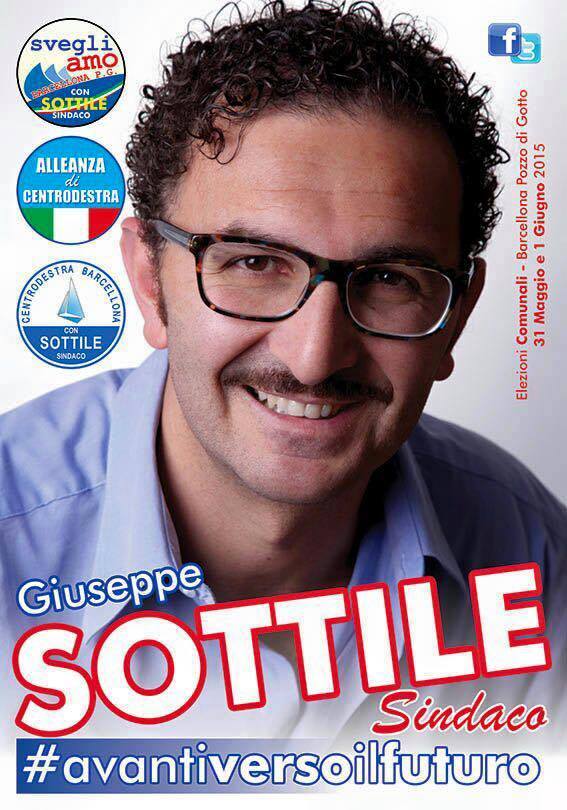 svegli
amo
BARCELLONA P.G.
CON
SOTTILE
SINDACO
ALLEANZA
di
CENTRODESTRA
CENTRODESTRA BARCELLONA
CON
SOTTILE
SINDACO
f
t
Elezioni Comunali - Barcellona Pozzo di Gotto
31 Maggio e 1 Giugno 2015
Giuseppe
SOTTILE
Sindaco
#avantiversoilfuturo